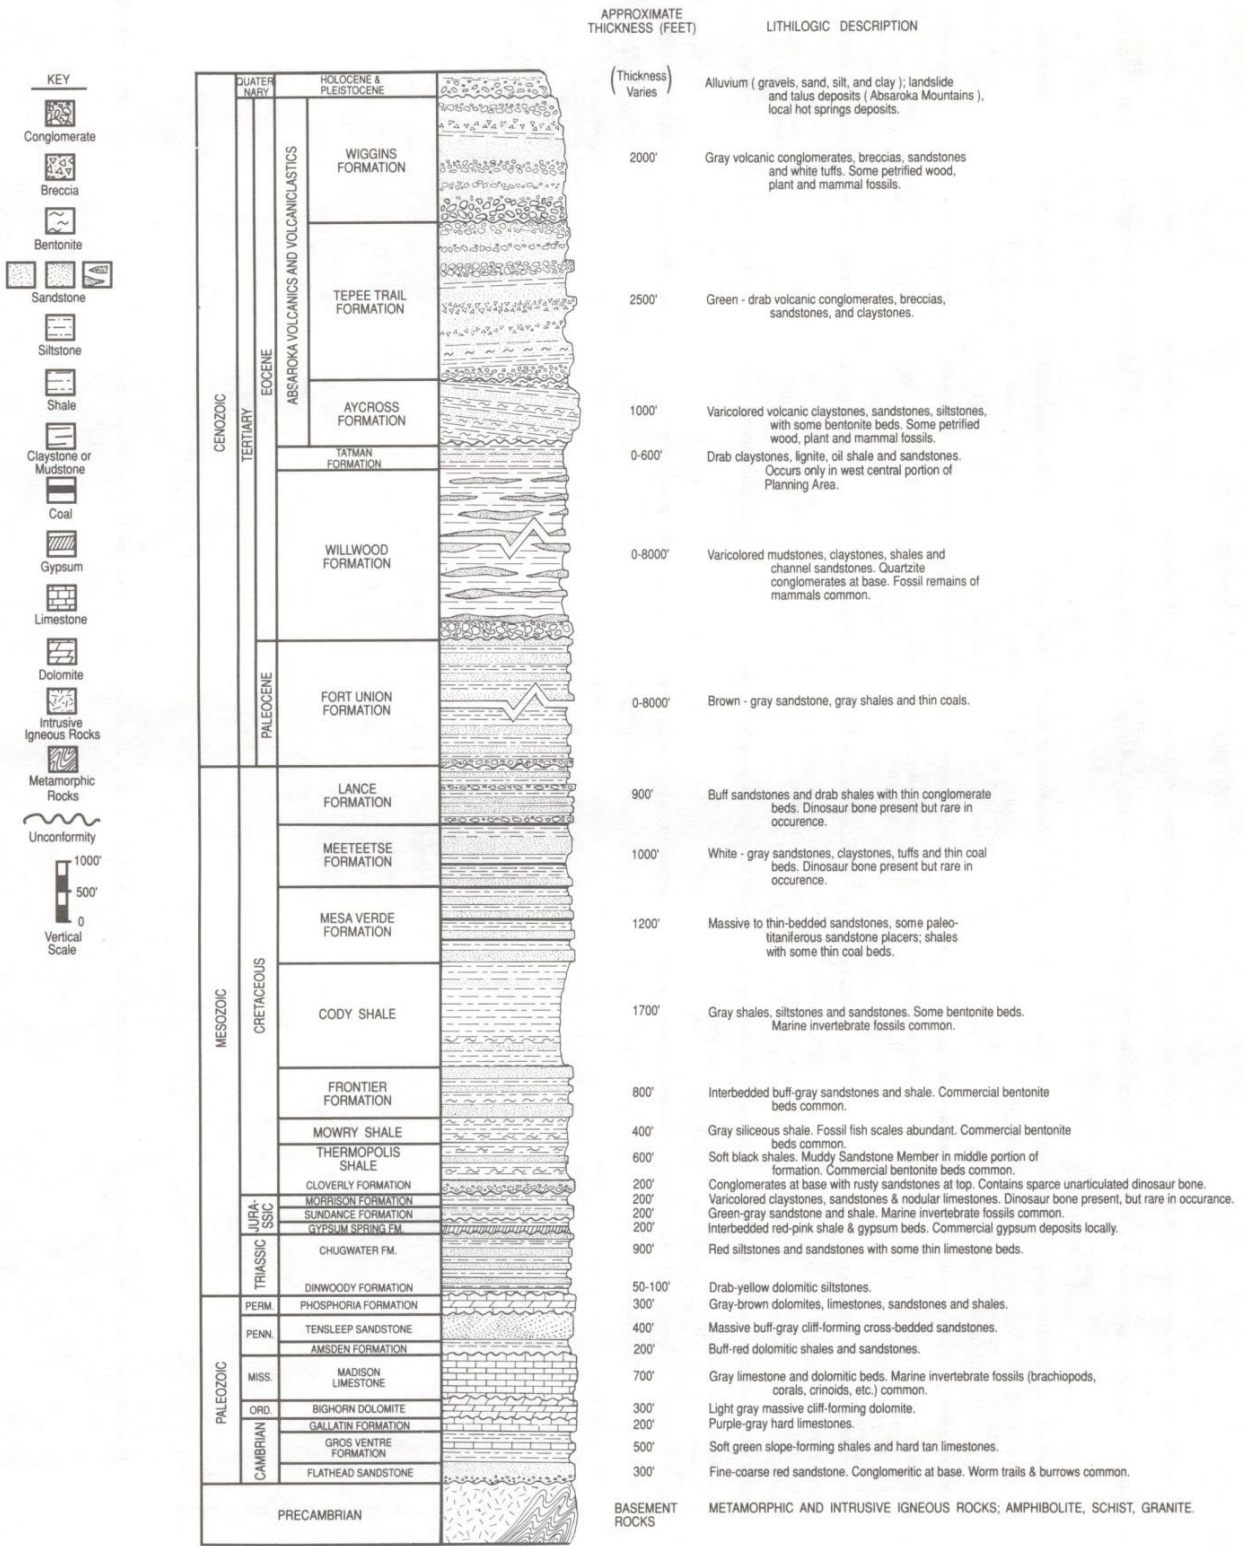 APPROXIMATE
THICKNESS (FEET)
LITHILOGIC DESCRIPTION
KEY
Conglomerate
Breccia
Bentonite
Sandstone
Siltstone
Shale
Claystone or
Mudstone
Coal
Gypsum
Limestone
Dolomite
Intrusive
Igneous Rocks
Metamorphic
Rocks
Unconformity
1000'
500'
0
Vertical
Scale
CENOZOIC
QUATER
NARY
HOLOCENE &
PLEISTOCENE
(Thickness
Varies)
Alluvium ( gravels, sand, silt, and clay ); landslide
and talus deposits ( Absaroka Mountains ),
local hot springs deposits.
TERTIARY
EOCENE
ABSAROKA VOLCANICS AND VOLCANICLASTICS
WIGGINS
FORMATION
2000'
Gray volcanic conglomerates, breccias, sandstones
and white tuffs. Some petrified wood,
plant and mammal fossils.
TEPEE TRAIL
FORMATION
2500'
Green - drab volcanic conglomerates, breccias,
sandstones, and claystones.
AYCROSS
FORMATION
1000'
Varicolored volcanic claystones, sandstones, siltstones,
with some bentonite beds. Some petrified
wood, plant and mammal fossils.
TATMAN
FORMATION
0-600'
Drab claystones, lignite, oil shale and sandstones.
Occurs only in west central portion of
Planning Area.
WILLWOOD
FORMATION
0-8000'
Varicolored mudstones, claystones, shales and
channel sandstones. Quartzite
conglomerates at base. Fossil remains of
mammals common.
PALEOCENE
FORT UNION
FORMATION
0-8000'
Brown - gray sandstone, gray shales and thin coals.
MESOZOIC
CRETACEOUS
LANCE
FORMATION
900'
Buff sandstones and drab shales with thin conglomerate
beds. Dinosaur bone present but rare in
occurence.
MEETEETSE
FORMATION
1000'
White - gray sandstones, claystones, tuffs and thin coal
beds. Dinosaur bone present but rare in
occurence.
MESA VERDE
FORMATION
1200'
Massive to thin-bedded sandstones, some paleo-
titaniferous sandstone placers; shales
with some thin coal beds.
CODY SHALE
1700'
Gray shales, siltstones and sandstones. Some bentonite beds.
Marine invertebrate fossils common.
FRONTIER
FORMATION
800'
Interbedded buff-gray sandstones and shale. Commercial bentonite
beds common.
MOWRY SHALE
400'
Gray siliceous shale. Fossil fish scales abundant. Commercial bentonite
beds common.
THERMOPOLIS
SHALE
600'
Soft black shales. Muddy Sandstone Member in middle portion of
formation. Commercial bentonite beds common.
CLOVERLY FORMATION
200'
Conglomerates at base with rusty sandstones at top. Contains sparce unarticulated dinosaur bone.
JURA-
SSIC
MORRISON FORMATION
200'
Varicolored claystones, sandstones & nodular limestones. Dinosaur bone present, but rare in occurance.
SUNDANCE FORMATION
200'
Green-gray sandstone and shale. Marine invertebrate fossils common.
GYPSUM SPRING FM.
200'
Interbedded red-pink shale & gypsum beds. Commercial gypsum deposits locally.
TRIASSIC
CHUGWATER FM.
900'
Red siltstones and sandstones with some thin limestone beds.
DINWOODY FORMATION
50-100'
Drab-yellow dolomitic siltstones.
PALEOZOIC
PERM.
PHOSPHORIA FORMATION
300'
Gray-brown dolomites, limestones, sandstones and shales.
PENN.
TENSLEEP SANDSTONE
400'
Massive buff-gray cliff-forming cross-bedded sandstones.
AMSDEN FORMATION
200'
Buff-red dolomitic shales and sandstones.
MISS.
MADISON
LIMESTONE
700'
Gray limestone and dolomitic beds. Marine invertebrate fossils (brachiopods,
corals, crinoids, etc.) common.
ORD.
BIGHORN DOLOMITE
300'
Light gray massive cliff-forming dolomite.
CAMBRIAN
GALLATIN FORMATION
200'
Purple-gray hard limestones.
GROS VENTRE
FORMATION
500'
Soft green slope-forming shales and hard tan limestones.
FLATHEAD SANDSTONE
300'
Fine-coarse red sandstone. Conglomeritic at base. Worm trails & burrows common.
PRECAMBRIAN
BASEMENT
ROCKS
METAMORPHIC AND INTRUSIVE IGNEOUS ROCKS; AMPHIBOLITE, SCHIST, GRANITE.